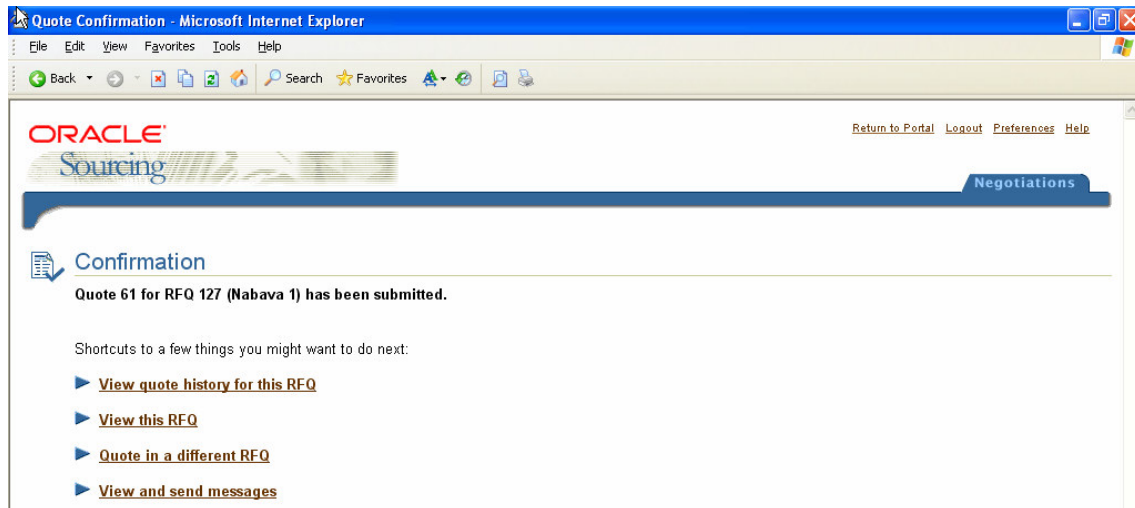 Quote Confirmation - Microsoft Internet Explorer
File Edit View Favorites Tools Help
Back Search Favorites
ORACLE
Return to Portal Logout Preferences Help
Sourcing
Negotiations
Confirmation
Quote 61 for RFQ 127 (Nabava 1) has been submitted.
Shortcuts to a few things you might want to do next:
View quote history for this RFQ
View this RFQ
Quote in a different RFQ
View and send messages